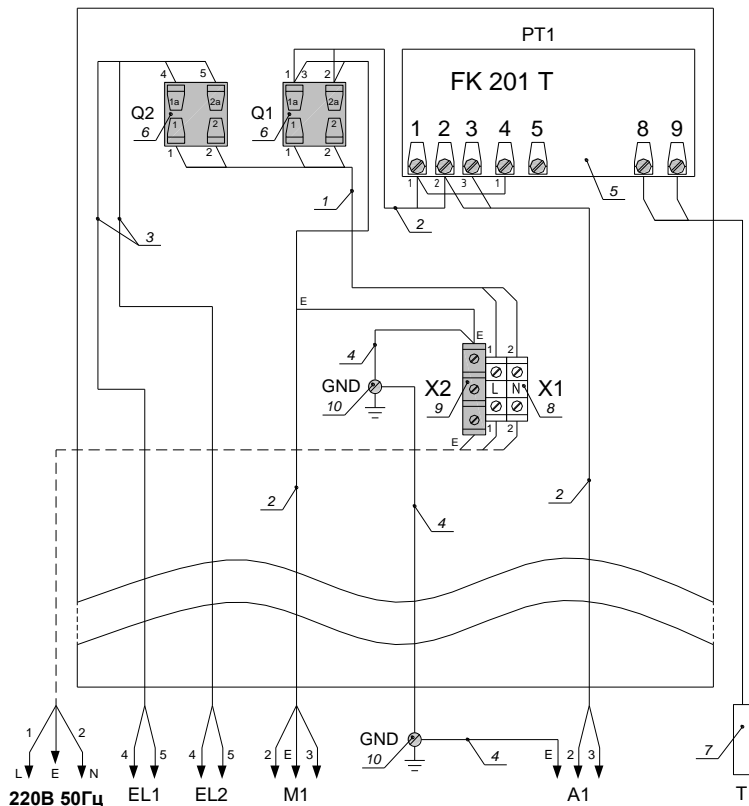 PT1
FK 201 T
4 5
1 3 2
Q2
1a 2a
1 2
6
Q1
1a 2a
1 2
6
1 2 3 4 5 8 9
1 2
1 2
1 2 3 1
5
1
2
3
E
4
E
1 2
GND
10
X2
9
L N
X1
8
E
1 2
2
4
2
1 2
L E N
220В 50Гц
4 5
EL1
4 5
EL2
2 E 3
M1
GND
10
4
E 2 3
A1
7
T